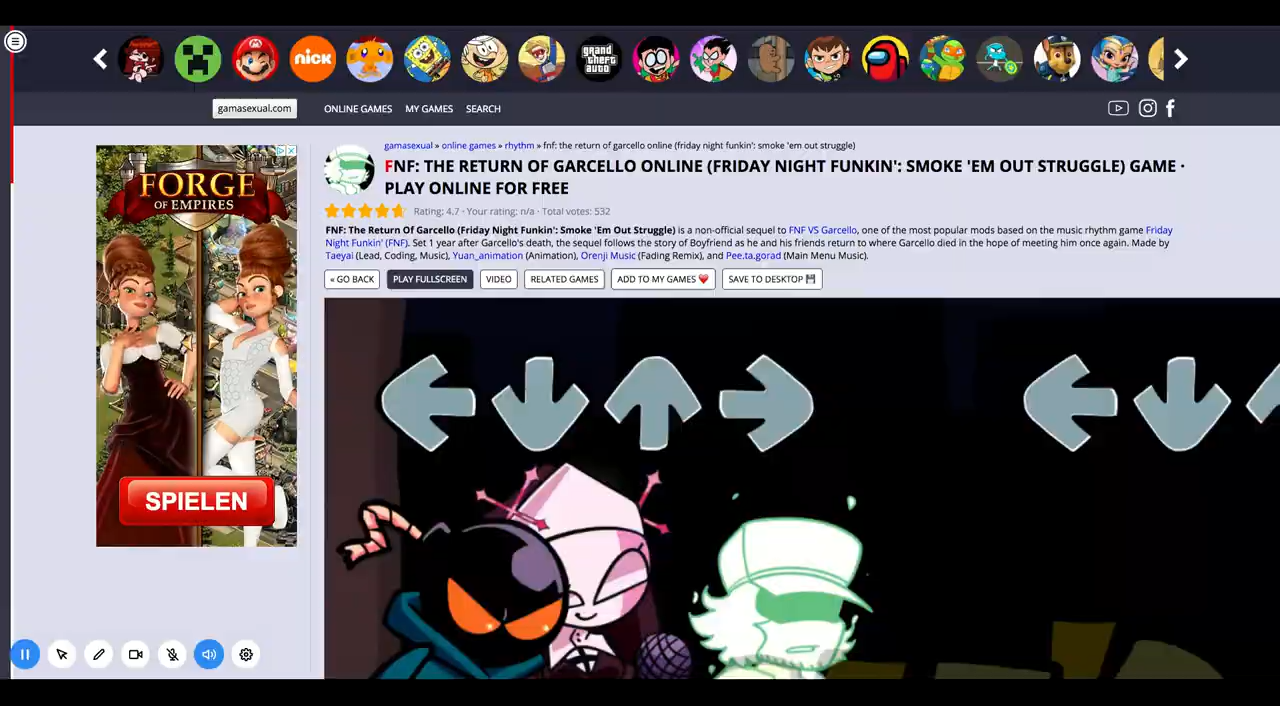 nick
grand
theft
auto
gamasexual.com
ONLINE GAMES
MY GAMES
SEARCH
gamasexual » online games » rhythm » fnf: the return of garcello online (friday night funkin': smoke 'em out struggle)
FNF: THE RETURN OF GARCELLO ONLINE (FRIDAY NIGHT FUNKIN': SMOKE 'EM OUT STRUGGLE) GAME ·
PLAY ONLINE FOR FREE
Rating: 4.7 · Your rating: n/a · Total votes: 532
FNF: The Return Of Garcello (Friday Night Funkin': Smoke 'Em Out Struggle) is a non-official sequel to FNF VS Garcello, one of the most popular mods based on the music rhythm game Friday
Night Funkin' (FNF). Set 1 year after Garcello's death, the sequel follows the story of Boyfriend as he and his friends return to where Garcello died in the hope of meeting him once again. Made by
Taeyai (Lead, Coding, Music), Yuan_animation (Animation), Orenji Music (Fading Remix), and Pee.ta.gorad (Main Menu Music).
« GO BACK
PLAY FULLSCREEN
VIDEO
RELATED GAMES
ADD TO MY GAMES
SAVE TO DESKTOP
FORGE
OF EMPIRES
SPIELEN